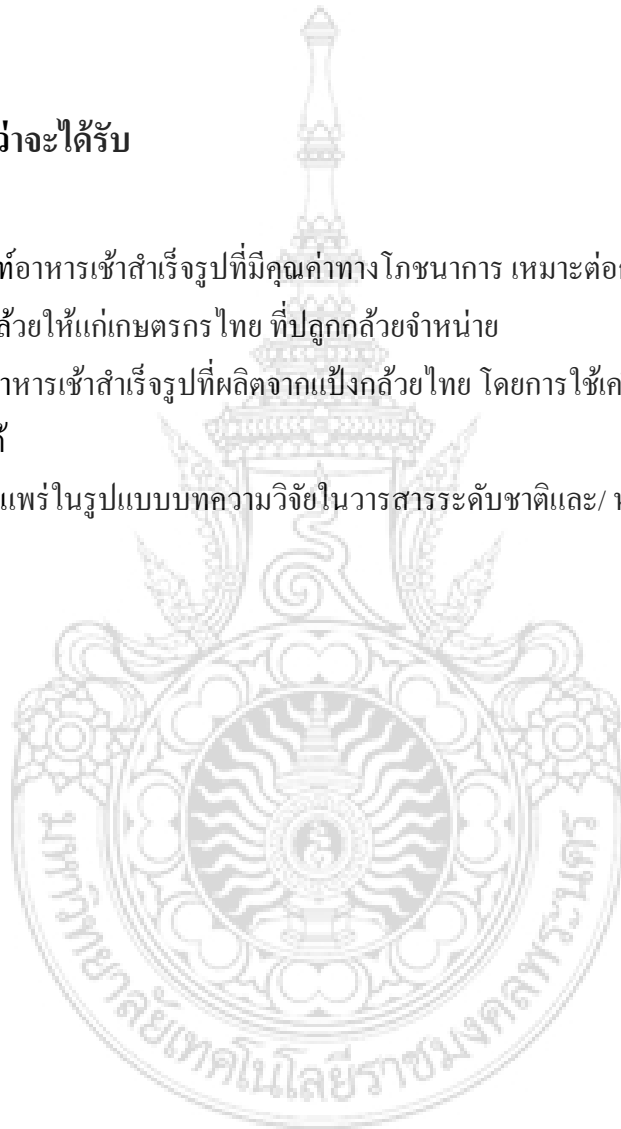 ว่าจะได้รับ
ฑ์อาหารเช้าสำเร็จรูปที่มีคุณค่าทางโภชนาการ เหมาะต่อ
ล้วยให้แก่เกษตรกรไทย ที่ปลูกกล้วยจำหน่าย
าหารเช้าสำเร็จรูปที่ผลิตจากแป้งกล้วยไทย โดยการใช้เค
ด้
แพร่ในรูปแบบบทความวิจัยในวารสารระดับชาติและ/ ห
มหาวิทยาลัยเทคโนโลยีราชมงคลพระนคร